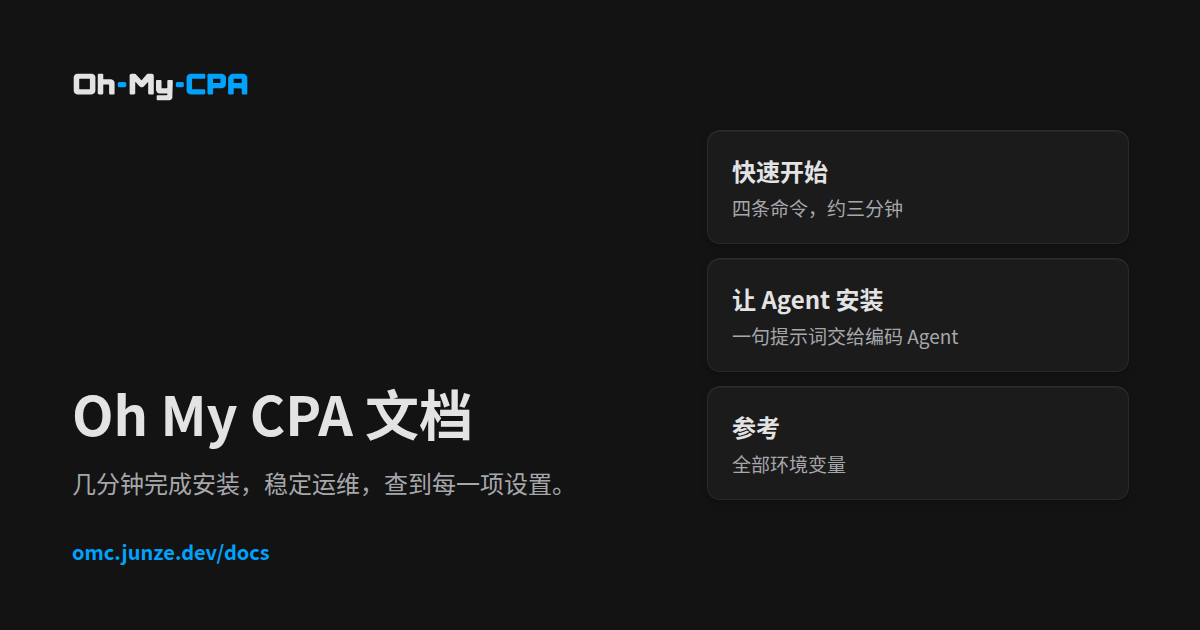 Oh-My-CPA
Oh My CPA 文档
几分钟完成安装，稳定运维，查到每一项设置。
omc.junze.dev/docs
快速开始
四条命令，约三分钟
让 Agent 安装
一句提示词交给编码 Agent
参考
全部环境变量